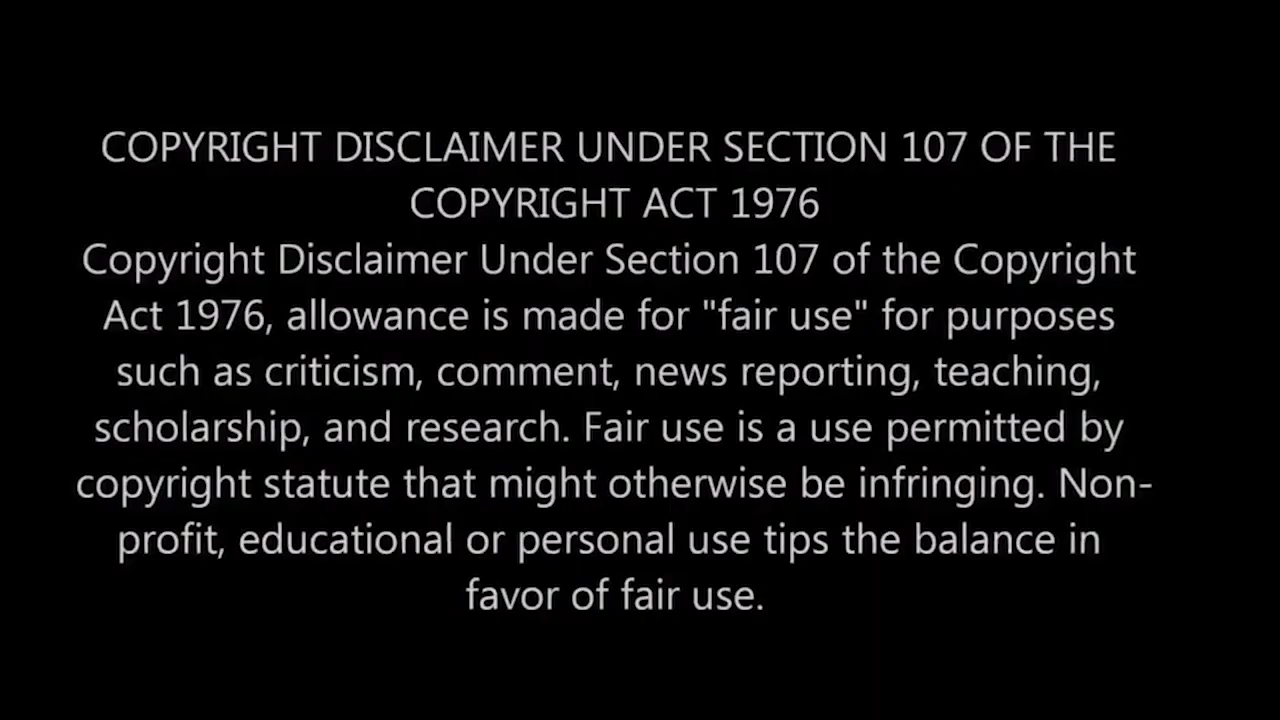 COPYRIGHT DISCLAIMER UNDER SECTION 107 OF THE
COPYRIGHT ACT 1976
Copyright Disclaimer Under Section 107 of the Copyright
Act 1976, allowance is made for "fair use" for purposes
such as criticism, comment, news reporting, teaching,
scholarship, and research. Fair use is a use permitted by
copyright statute that might otherwise be infringing. Non-
profit, educational or personal use tips the balance in
favor of fair use.